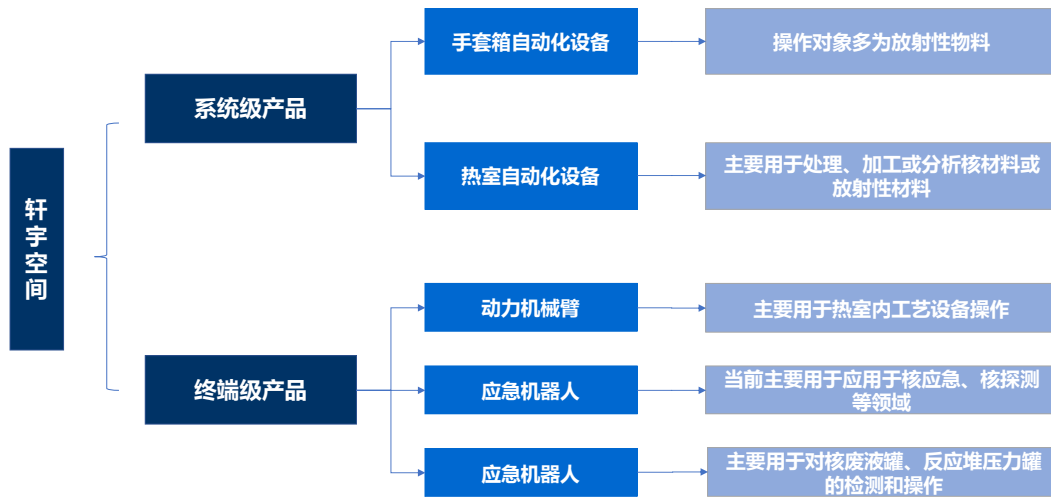 轩宇空间
系统级产品
手套箱自动化设备
操作对象多为放射性物料
热室自动化设备
主要用于处理、加工或分析核材料或
放射性材料
终端级产品
动力机械臂
主要用于热室内工艺设备操作
应急机器人
当前主要用于应用于核应急、核探测
等领域
应急机器人
主要用于对核废液罐、反应堆压力罐
的检测和操作